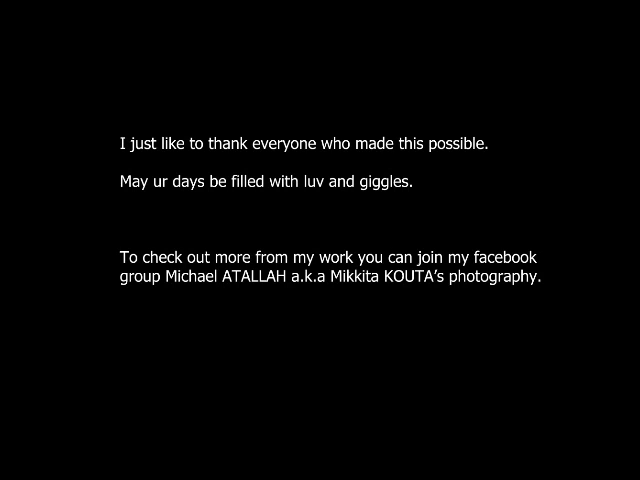 I just like to thank everyone who made this possible.
May ur days be filled with luv and giggles.
To check out more from my work you can join my facebook
group Michael ATALLAH a.k.a Mikkita KOUTA’s photography.